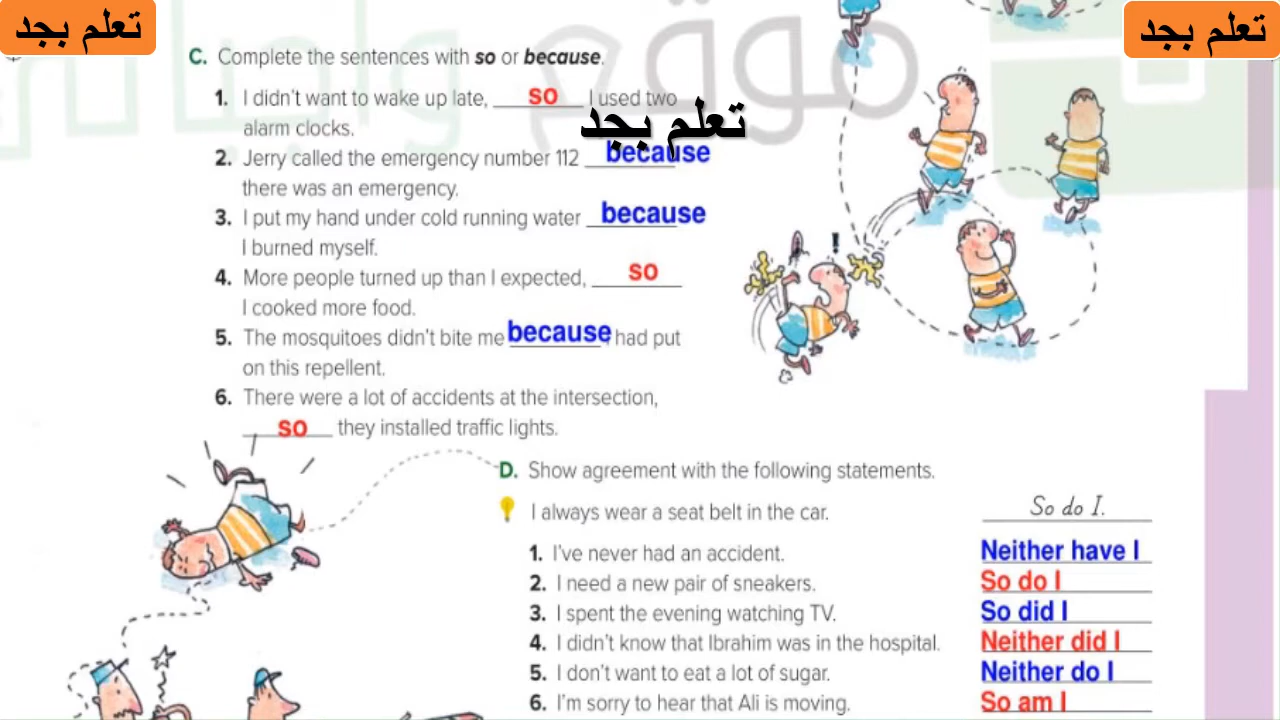 تعلم بجد
تعلم بجد
موقع واجباتي
C. Complete the sentences with so or because.
1. I didn't want to wake up late, so I used two
alarm clocks.
تعلم بجد
2. Jerry called the emergency number 112 because
there was an emergency.
3. I put my hand under cold running water because
I burned myself.
4. More people turned up than I expected, so
I cooked more food.
5. The mosquitoes didn't bite me because had put
on this repellent.
6. There were a lot of accidents at the intersection,
so they installed traffic lights.
D. Show agreement with the following statements.
I always wear a seat belt in the car. So do I.
1. I've never had an accident. Neither have I
2. I need a new pair of sneakers. So do I
3. I spent the evening watching TV. So did I
4. I didn't know that Ibrahim was in the hospital. Neither did I
5. I don't want to eat a lot of sugar. Neither do I
6. I'm sorry to hear that Ali is moving. So am I